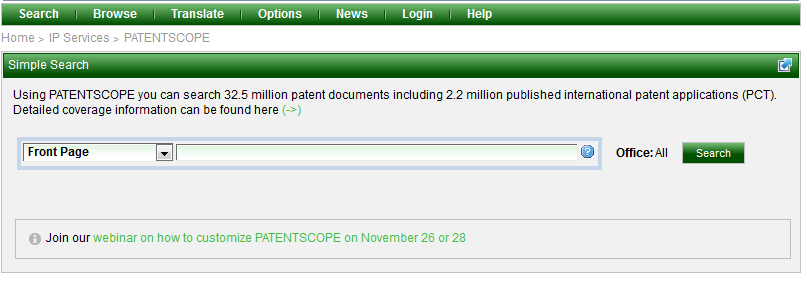 Search Browse Translate Options News Login Help
Home > IP Services > PATENTSCOPE
Simple Search
Using PATENTSCOPE you can search 32.5 million patent documents including 2.2 million published international patent applications (PCT).
Detailed coverage information can be found here (->)
Front Page ? Office: All Search
i Join our webinar on how to customize PATENTSCOPE on November 26 or 28